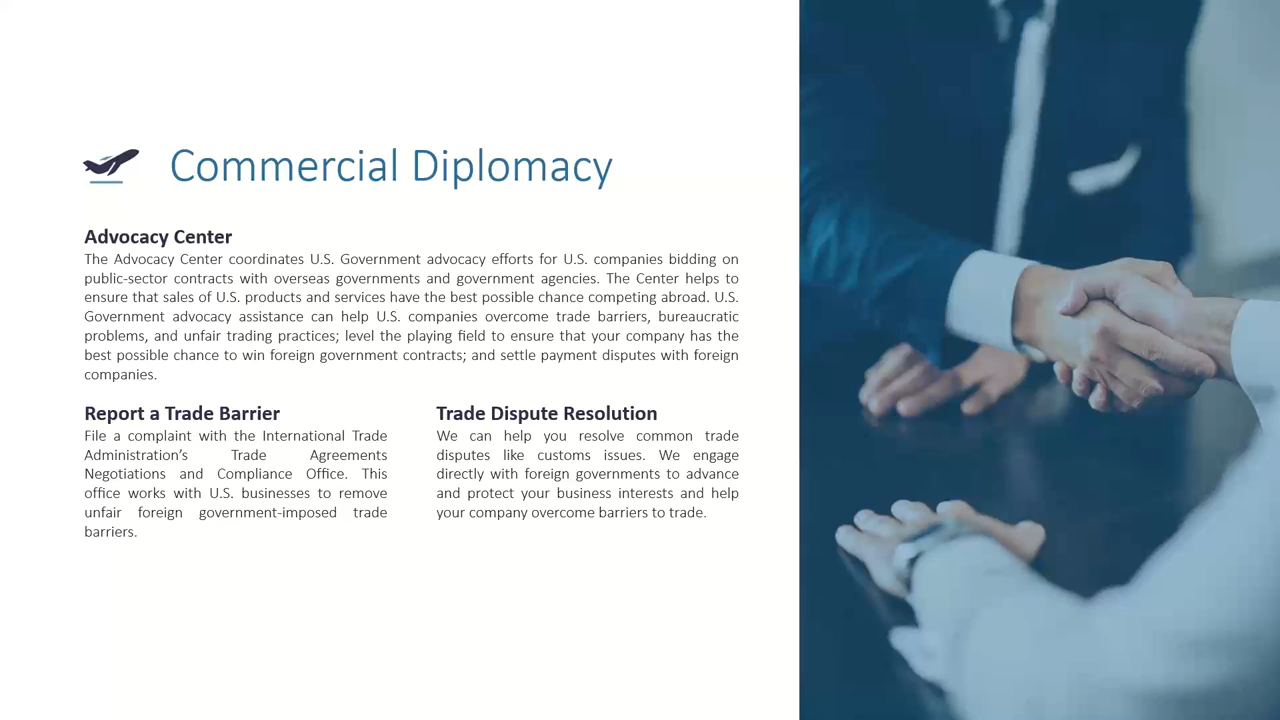 Commercial Diplomacy
Advocacy Center
The Advocacy Center coordinates U.S. Government advocacy efforts for U.S. companies bidding on
public-sector contracts with overseas governments and government agencies. The Center helps to
ensure that sales of U.S. products and services have the best possible chance competing abroad. U.S.
Government advocacy assistance can help U.S. companies overcome trade barriers, bureaucratic
problems, and unfair trading practices; level the playing field to ensure that your company has the
best possible chance to win foreign government contracts; and settle payment disputes with foreign
companies.
Report a Trade Barrier
File a complaint with the International Trade
Administration’s Trade Agreements
Negotiations and Compliance Office. This
office works with U.S. businesses to remove
unfair foreign government-imposed trade
barriers.
Trade Dispute Resolution
We can help you resolve common trade
disputes like customs issues. We engage
directly with foreign governments to advance
and protect your business interests and help
your company overcome barriers to trade.